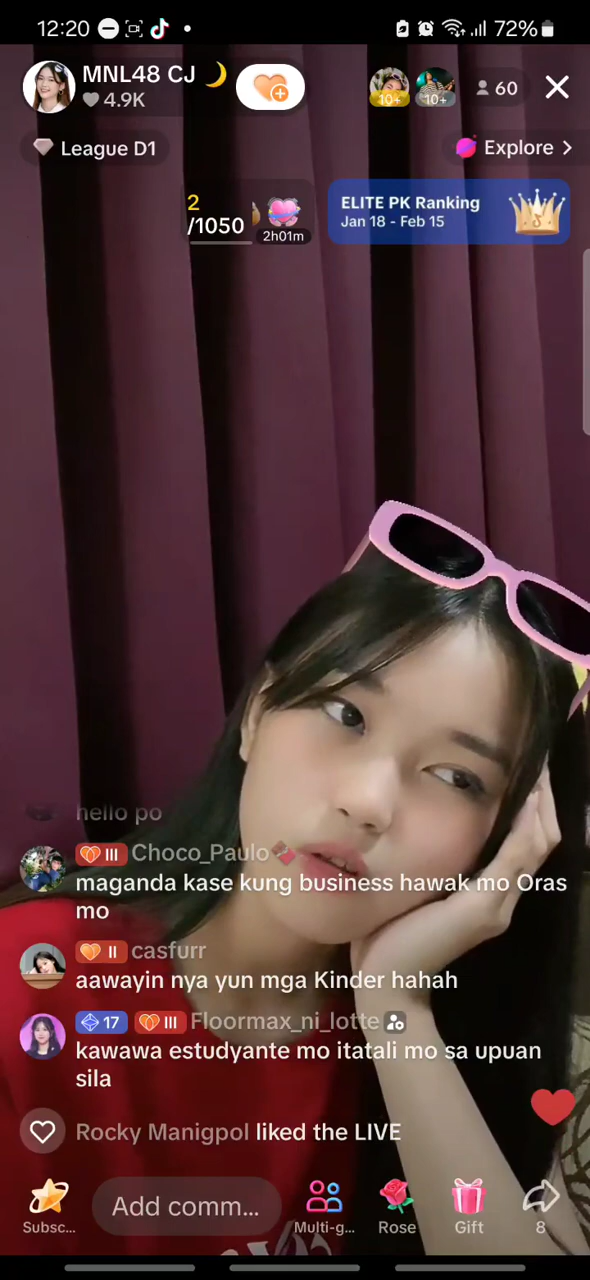 12:20
72%
MNL48 CJ 🌙
4.9K
10+
10+
60
League D1
Explore
2
/1050
2h01m
ELITE PK Ranking
Jan 18 - Feb 15
hello po
III Choco_Paulo
maganda kase kung business hawak mo Oras
mo
II casfurr
aawayin nya yun mga Kinder hahah
17 III Floormax_ni_lotte
kawawa estudyante mo itatali mo sa upuan
sila
Rocky Manigpol liked the LIVE
Add comm...
Subsc...
Multi-g...
Rose
Gift
8